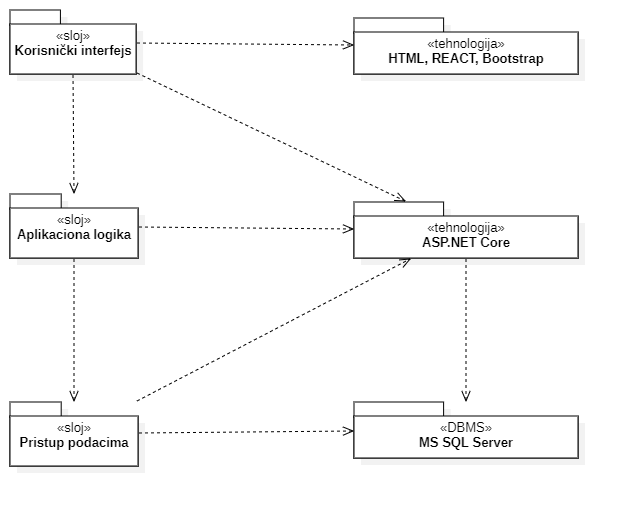 «sloj»
Korisnički interfejs
«tehnologija»
HTML, REACT, Bootstrap
«sloj»
Aplikaciona logika
«tehnologija»
ASP.NET Core
«sloj»
Pristup podacima
«DBMS»
MS SQL Server